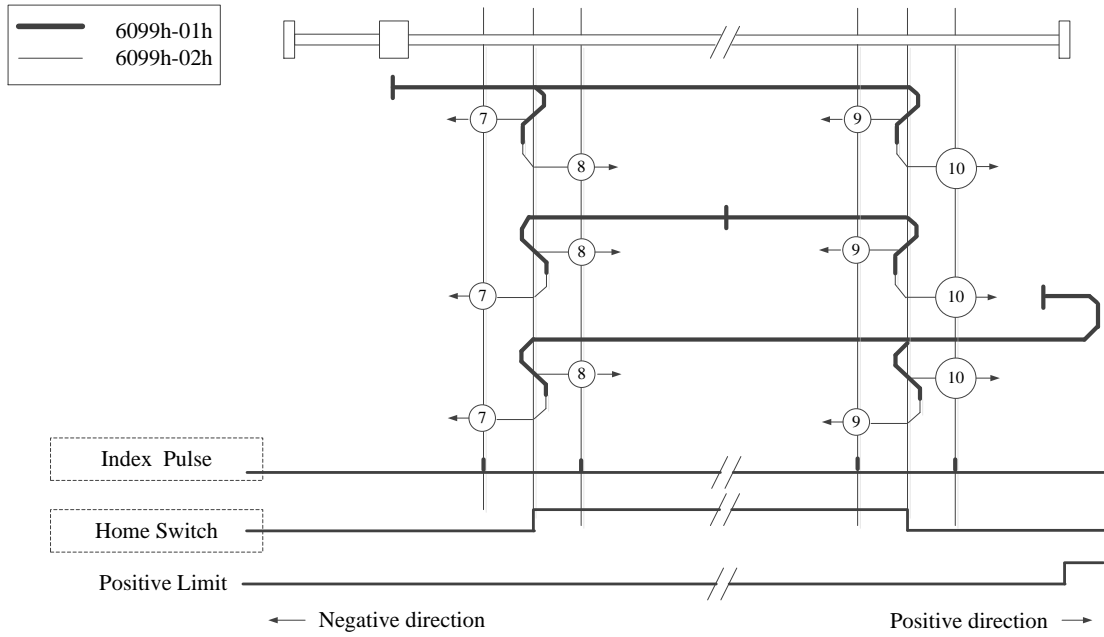 6099h-01h
6099h-02h
7
9
8
10
8
9
7
10
8
10
7
9
Index Pulse
Home Switch
Positive Limit
Negative direction
Positive direction